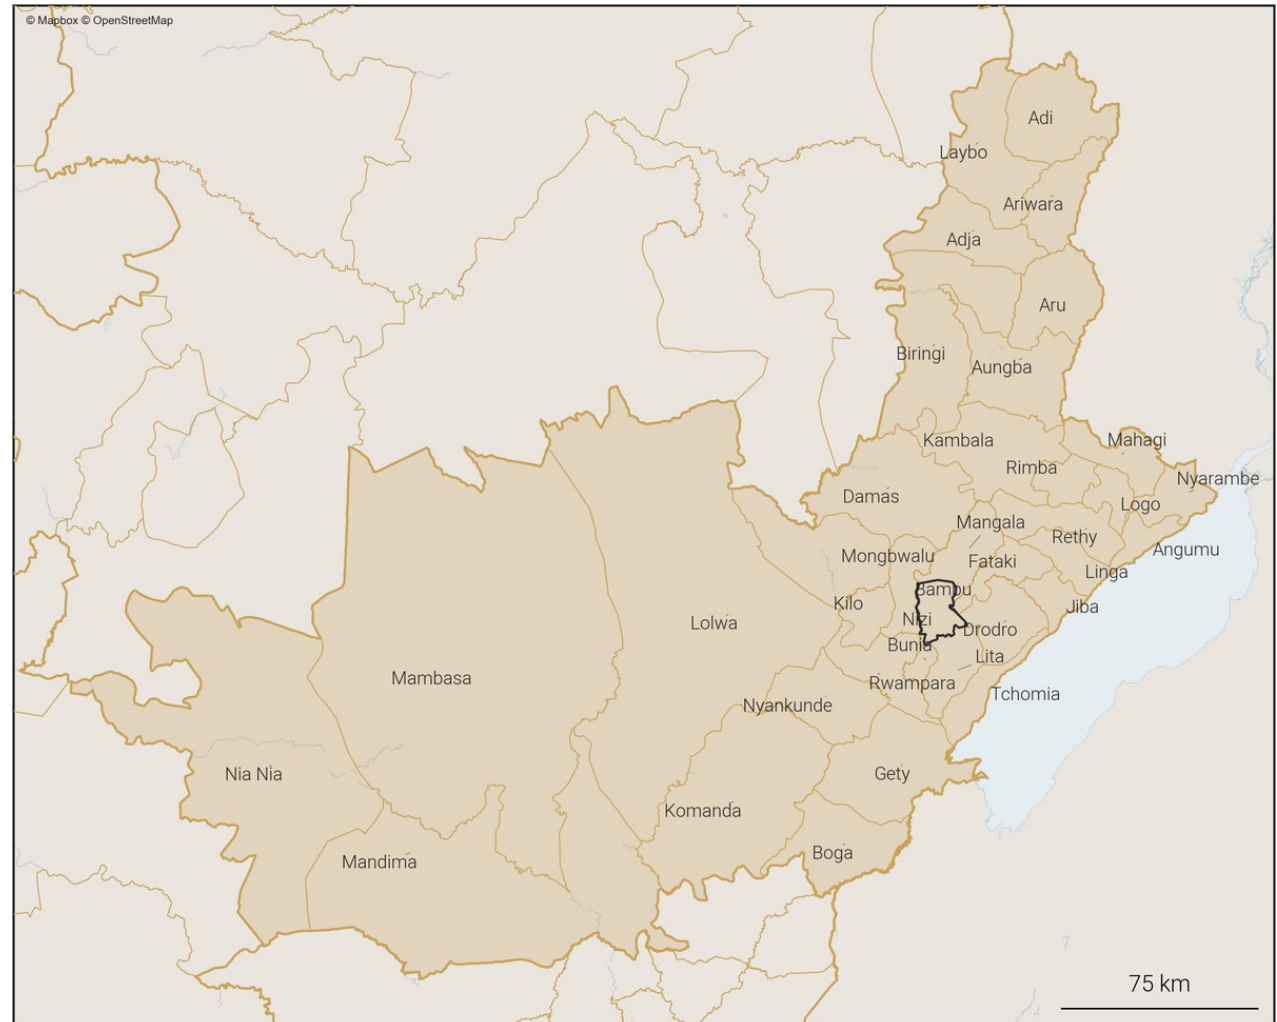 © Mapbox © OpenStreetMap
Adi
Laybo
Ariwara
Adja
Aru
Biringi
Aungba
Kambala
Mahagi
Rimba
Nyarambe
Damas
Logo
Mangala
Rethy
Angumu
Mongbwalu
Fataki
Linga
Bambu
Kilo
Jiba
Nizi
Lolwa
Drodro
Bunia
Lita
Mambasa
Rwampara
Tchomia
Nyankunde
Nia Nia
Gety
Komanda
Boga
Mandima
75 km